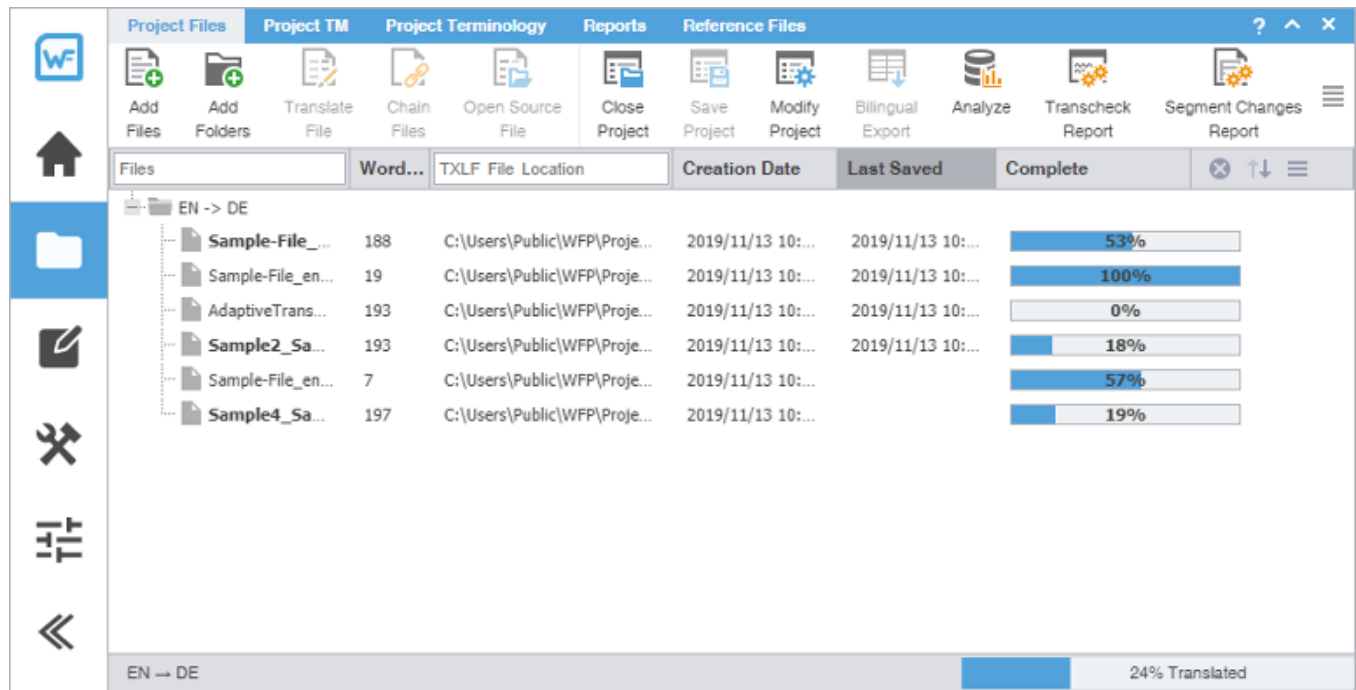 Project Files Project TM Project Terminology Reports Reference Files ?
WF
Add Files Add Folders Translate File Chain Files Open Source File Close Project Save Project Modify Project Bilingual Export Analyze Transcheck Report Segment Changes Report
Files Word... TXLF File Location Creation Date Last Saved Complete
EN -> DE
Sample-File_... 188 C:\Users\Public\WFP\Proje... 2019/11/13 10:... 2019/11/13 10:... 53%
Sample-File_en... 19 C:\Users\Public\WFP\Proje... 2019/11/13 10:... 2019/11/13 10:... 100%
AdaptiveTrans... 193 C:\Users\Public\WFP\Proje... 2019/11/13 10:... 2019/11/13 10:... 0%
Sample2_Sa... 193 C:\Users\Public\WFP\Proje... 2019/11/13 10:... 2019/11/13 10:... 18%
Sample-File_en... 7 C:\Users\Public\WFP\Proje... 2019/11/13 10:... 57%
Sample4_Sa... 197 C:\Users\Public\WFP\Proje... 2019/11/13 10:... 19%
EN → DE 24% Translated